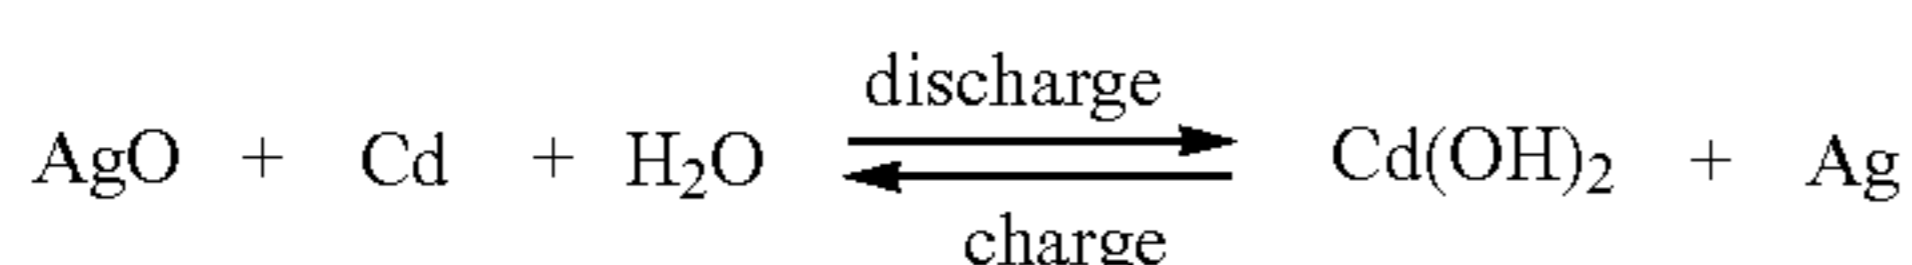 discharge
AgO + Cd + H₂O ⇌ Cd(OH)₂ + Ag
charge